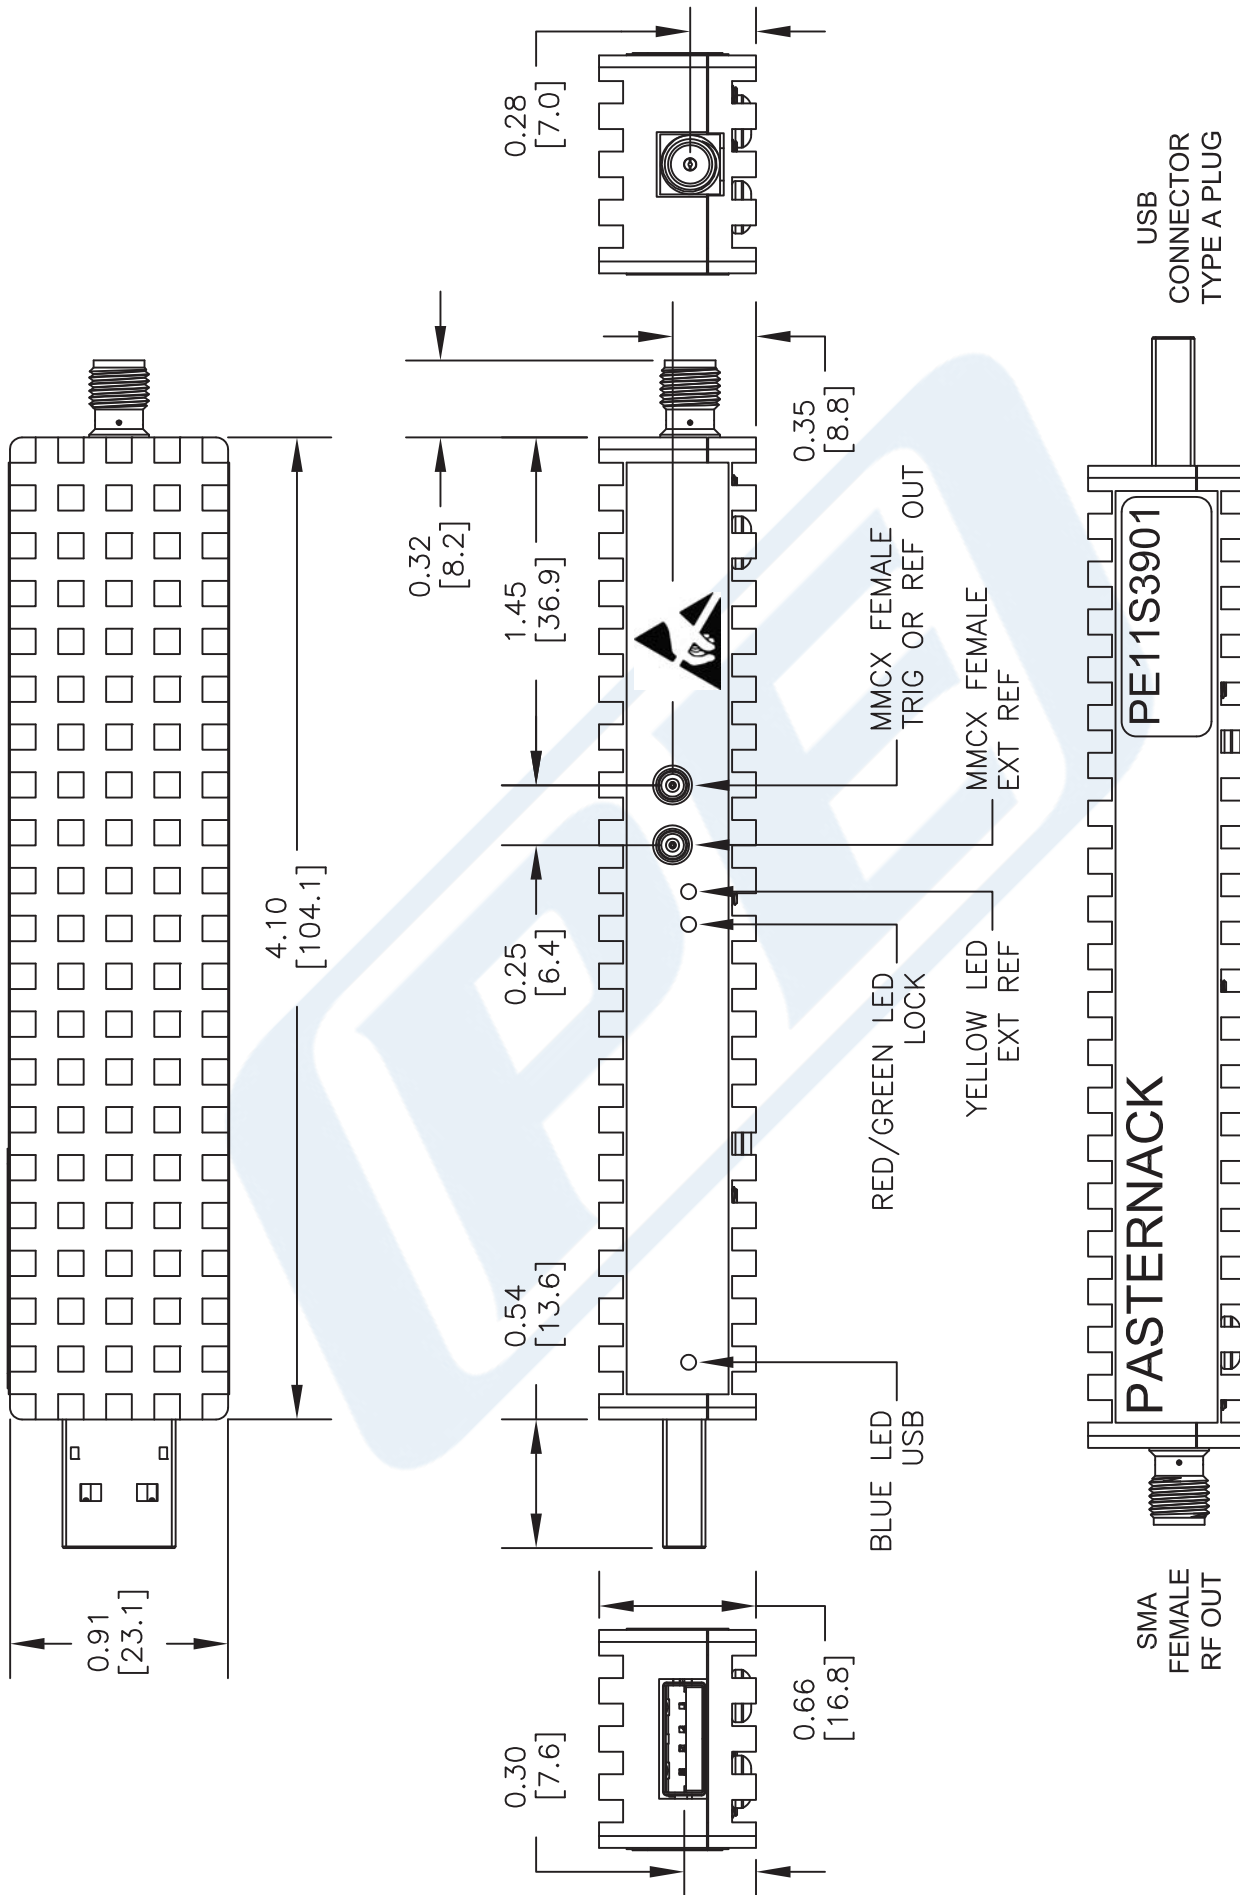 0.91
[23.1]
4.10
[104.1]
0.30
[7.6]
0.54
[13.6]
0.25
[6.4]
1.45
[36.9]
0.32
[8.2]
0.28
[7.0]
0.66
[16.8]
0.35
[8.8]
BLUE LED
USB
RED/GREEN LED
LOCK
YELLOW LED
EXT REF
MMCX FEMALE
EXT REF
MMCX FEMALE
TRIG OR REF OUT
SMA
FEMALE
RF OUT
PASTERNACK
PE11S3901
USB
CONNECTOR
TYPE A PLUG
PE